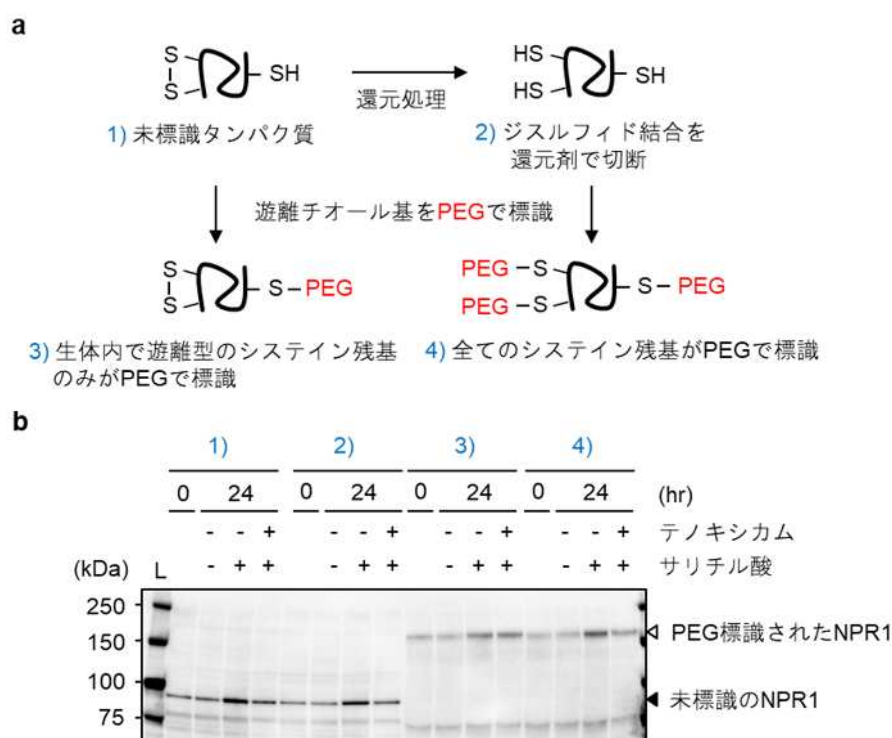 a
S
S
SH
還元処理
HS
HS
SH
1) 未標識タンパク質
2) ジスルフィド結合を
還元剤で切断
遊離チオール基をPEGで標識
S
S
S
PEG
PEG
S
PEG
S
S
PEG
3) 生体内で遊離型のシステイン残基
のみがPEGで標識
4) 全てのシステイン残基がPEGで標識
b
1) 2) 3) 4)
0 24 0 24 0 24 0 24 (hr)
- - + - - + - - + - - + テノキシカム
(kDa) L - + + - + + - + + - + + サリチル酸
250
150
100
75
PEG標識されたNPR1
未標識のNPR1